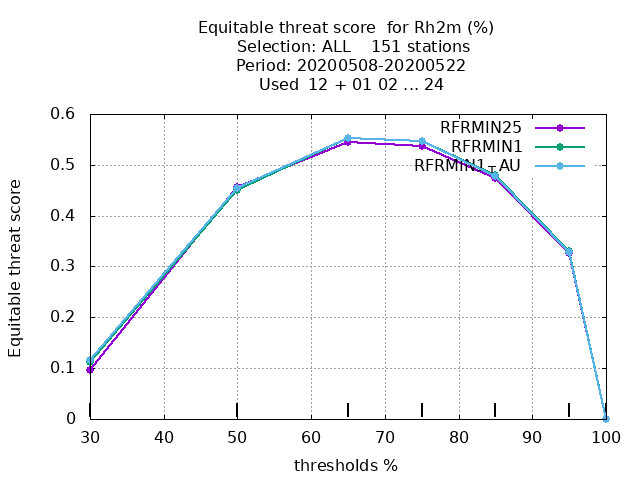 Equitable threat score  for Rh2m (%)
Selection: ALL    151 stations
Period: 20200508-20200522
Used  12 + 01 02 ... 24
RFRMIN25
RFRMIN1
RFRMIN1_AU
0.6
0.5
0.4
0.3
0.2
0.1
0
Equitable threat score
30 40 50 60 70 80 90 100
thresholds %